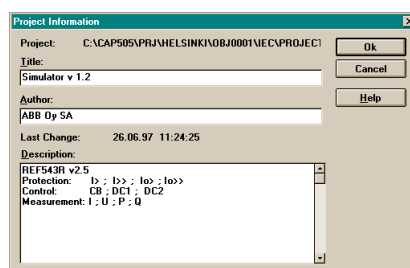 Project Information
Project: C:\CAP505\PRJ\HELSINKI\OBJ0001\IEC\PROJECT
Ok
Title:
Simulator v 1.2
Cancel
Author:
Help
ABB Oy SA
Last Change: 26.06.97 11:24:25
Description:
REF543R v2.5
Protection: I> ; I>> ; Io> ; Io>>
Control: CB ; DC1 ; DC2
Measurement: I ; U ; P ; Q